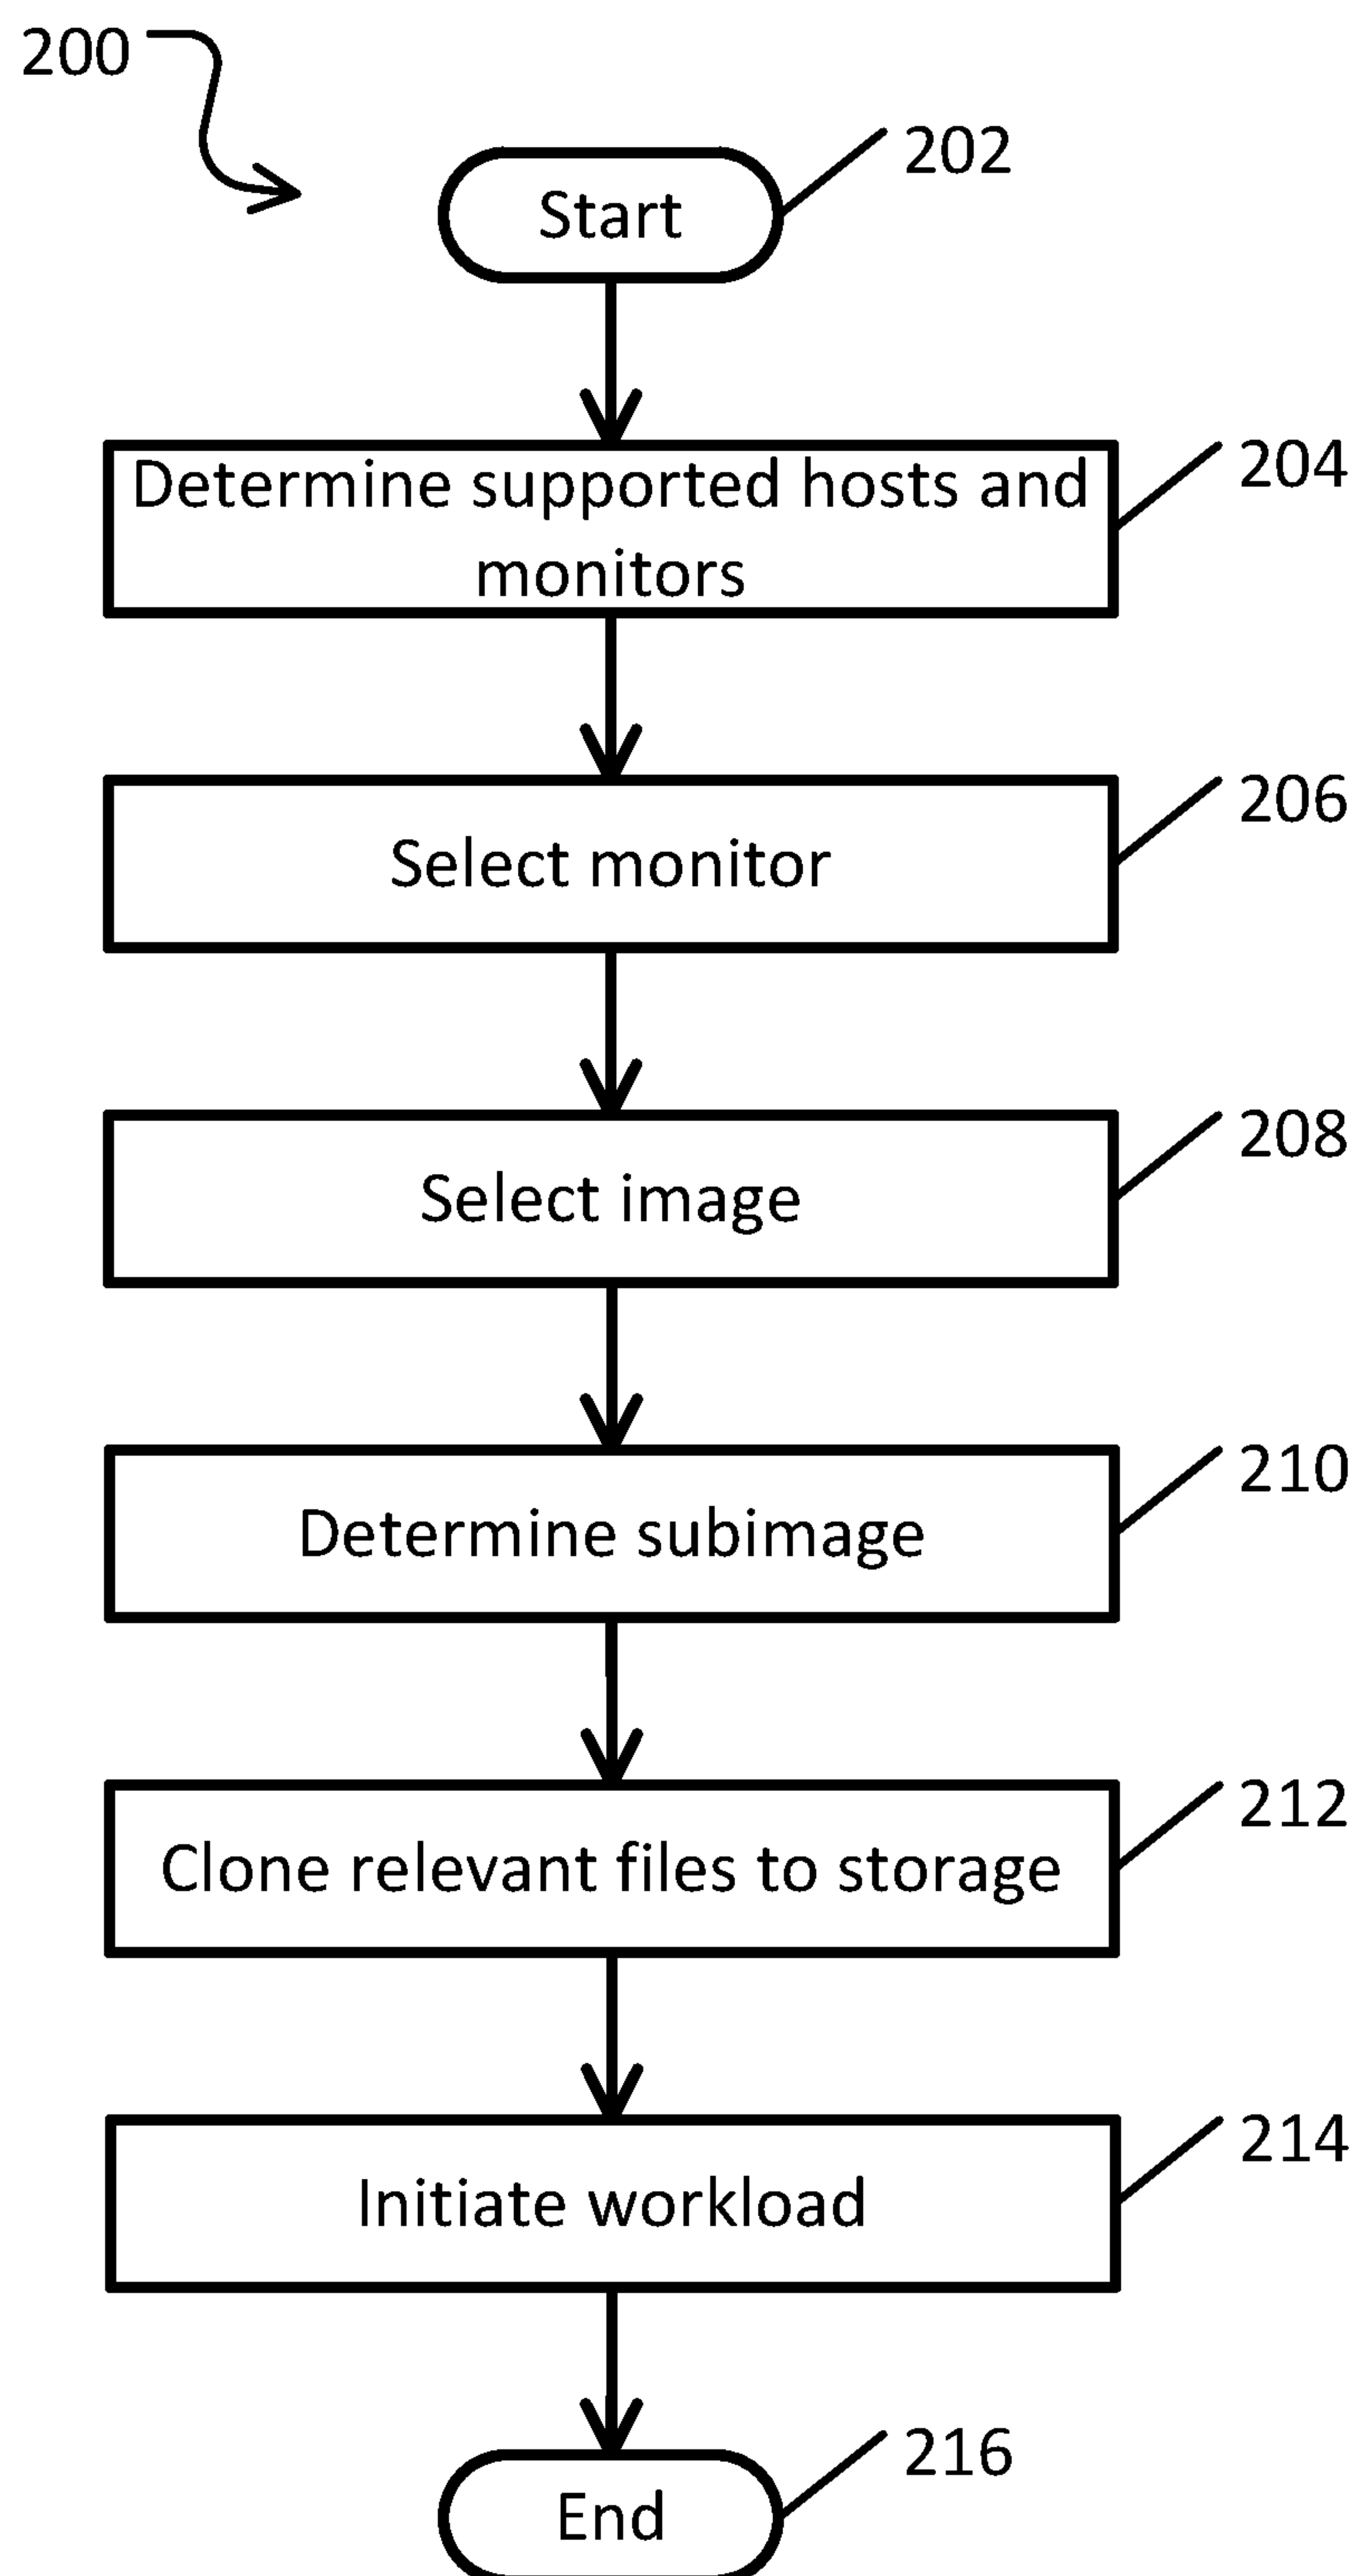 200
202
Start
204
Determine supported hosts and
monitors
206
Select monitor
208
Select image
210
Determine subimage
212
Clone relevant files to storage
214
Initiate workload
216
End